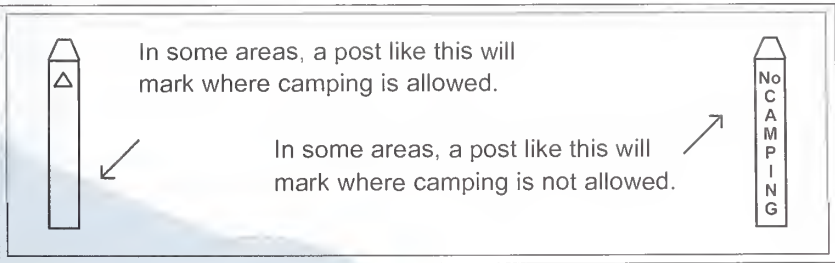 In some areas, a post like this will
mark where camping is allowed.
In some areas, a post like this will
mark where camping is not allowed.
No
C
A
M
P
I
N
G